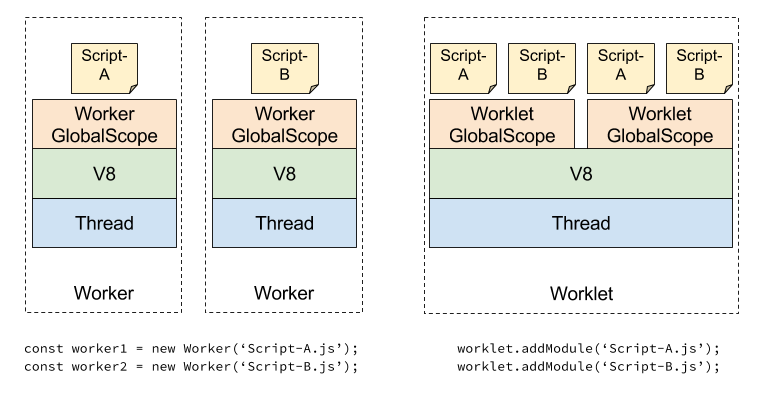 Script-
A
Script-
B
Script-
A
Script-
B
Script-
A
Script-
B
Worker
GlobalScope
Worker
GlobalScope
Worklet
GlobalScope
Worklet
GlobalScope
V8
V8
V8
Thread
Thread
Thread
Worker
Worker
Worklet
const worker1 = new Worker(‘Script-A.js’);
const worker2 = new Worker(‘Script-B.js’);
worklet.addModule(‘Script-A.js’);
worklet.addModule(‘Script-B.js’);